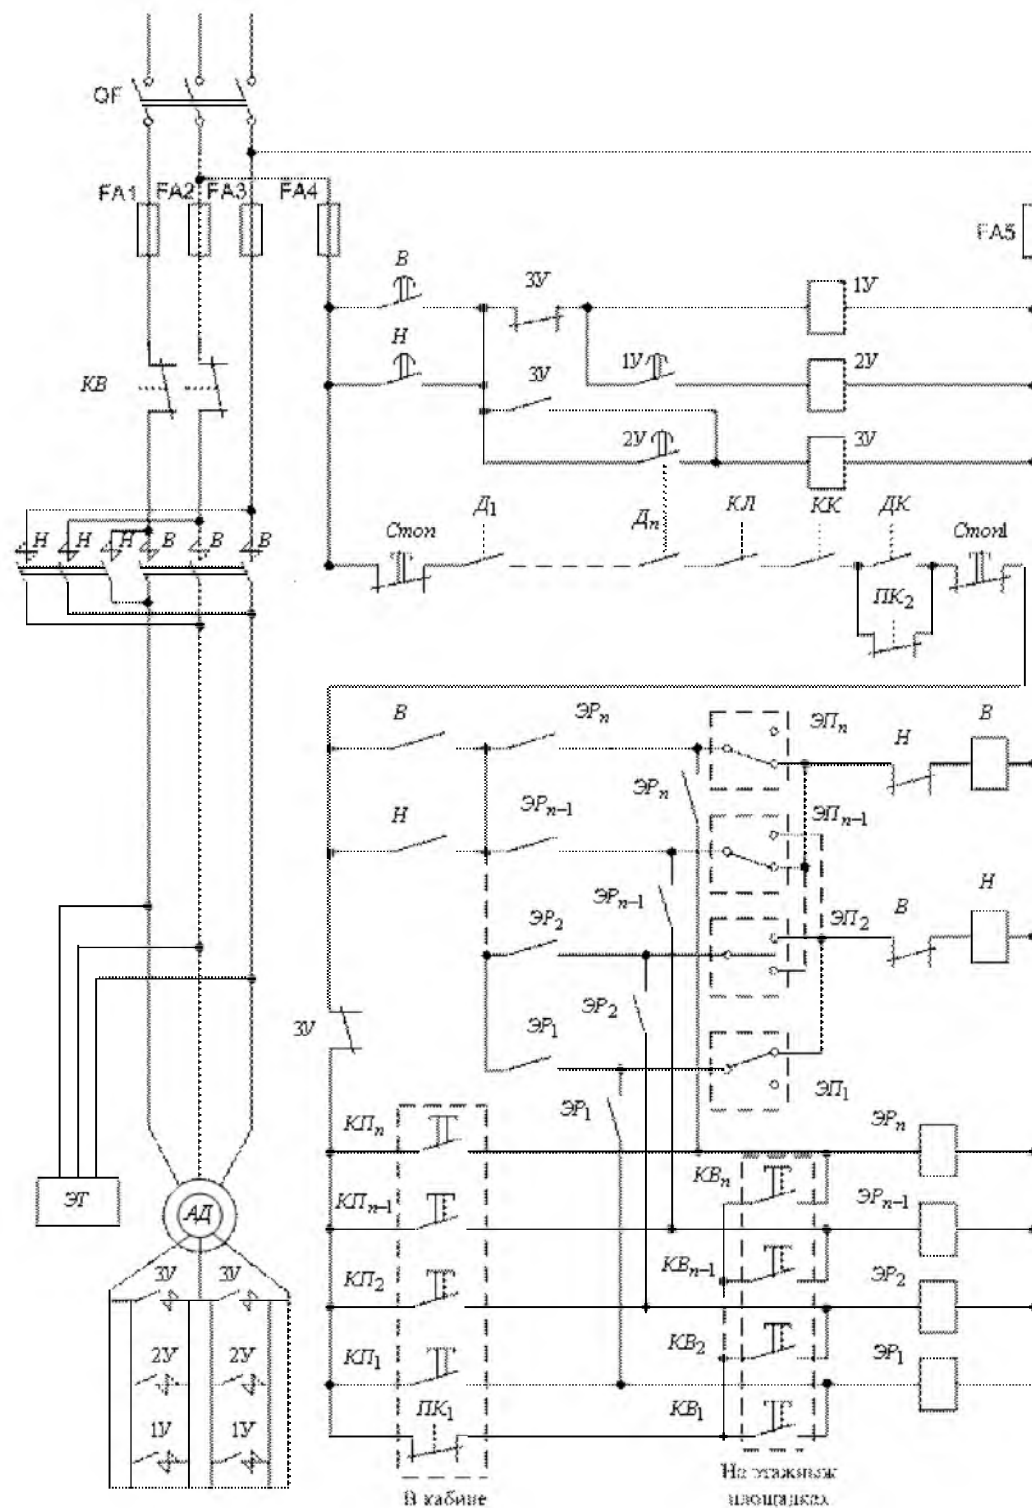 QF
FA1 FA2 FA3 FA4
FA5
В
3У
1У
Н
1У
2У
КВ
3У
2У
3У
Н Н Н В В В
Стоп
Д1
Дn
КЛ
КК
ДК
Стоп1
ПК2
В
ЭРn
ЭПn
Н
В
ЭРn
Н
ЭРn–1
ЭПn–1
ЭРn–1
ЭР2
ЭП2
В
Н
3У
ЭР2
ЭР1
ЭП1
ЭР1
КПn
ЭРn
КВn
ЭТ
АД
КПn–1
ЭРn–1
3У 3У
КП2
КВn–1
ЭР2
2У 2У
КП1
КВ2
ЭР1
1У 1У
ПК1
КВ1
В кабине
На этажных
площадках